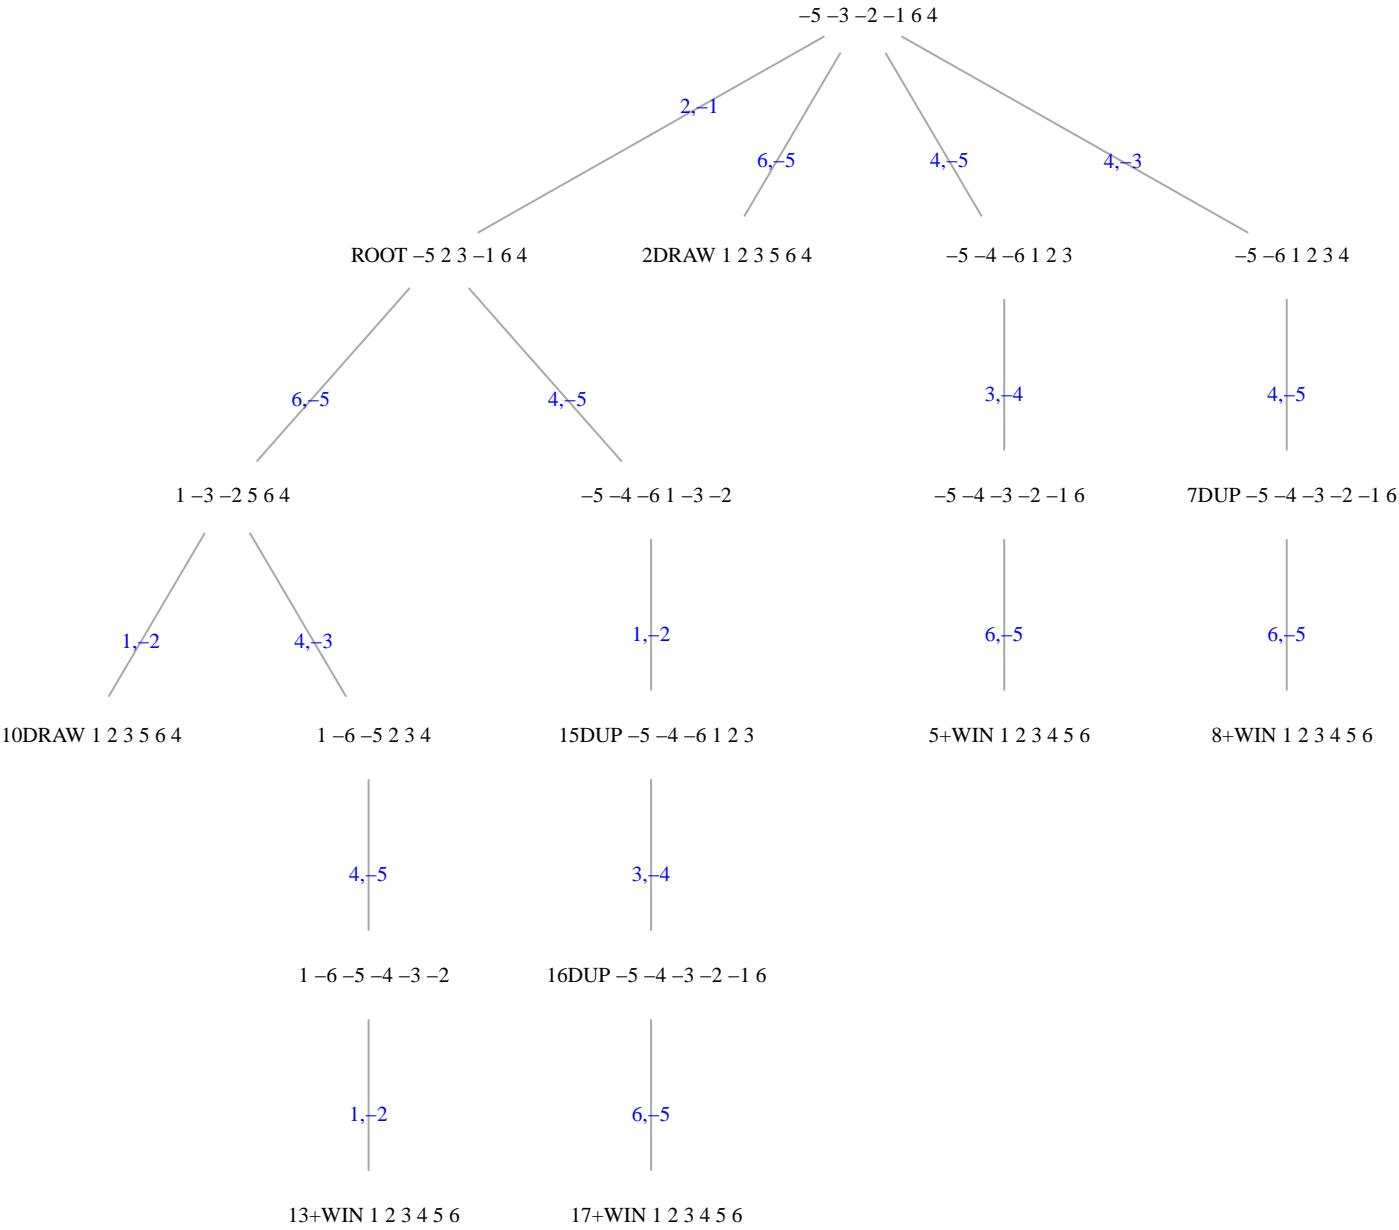 −5 −3 −2 −1 6 4
2,−1
6,−5
4,−5
4,−3
ROOT −5 2 3 −1 6 4
2DRAW 1 2 3 5 6 4
−5 −4 −6 1 2 3
−5 −6 1 2 3 4
6,−5
4,−5
3,−4
4,−5
1 −3 −2 5 6 4
−5 −4 −6 1 −3 −2
−5 −4 −3 −2 −1 6
7DUP −5 −4 −3 −2 −1 6
1,−2
4,−3
1,−2
6,−5
6,−5
10DRAW 1 2 3 5 6 4
1 −6 −5 2 3 4
15DUP −5 −4 −6 1 2 3
5+WIN 1 2 3 4 5 6
8+WIN 1 2 3 4 5 6
4,−5
3,−4
1 −6 −5 −4 −3 −2
16DUP −5 −4 −3 −2 −1 6
1,−2
6,−5
13+WIN 1 2 3 4 5 6
17+WIN 1 2 3 4 5 6